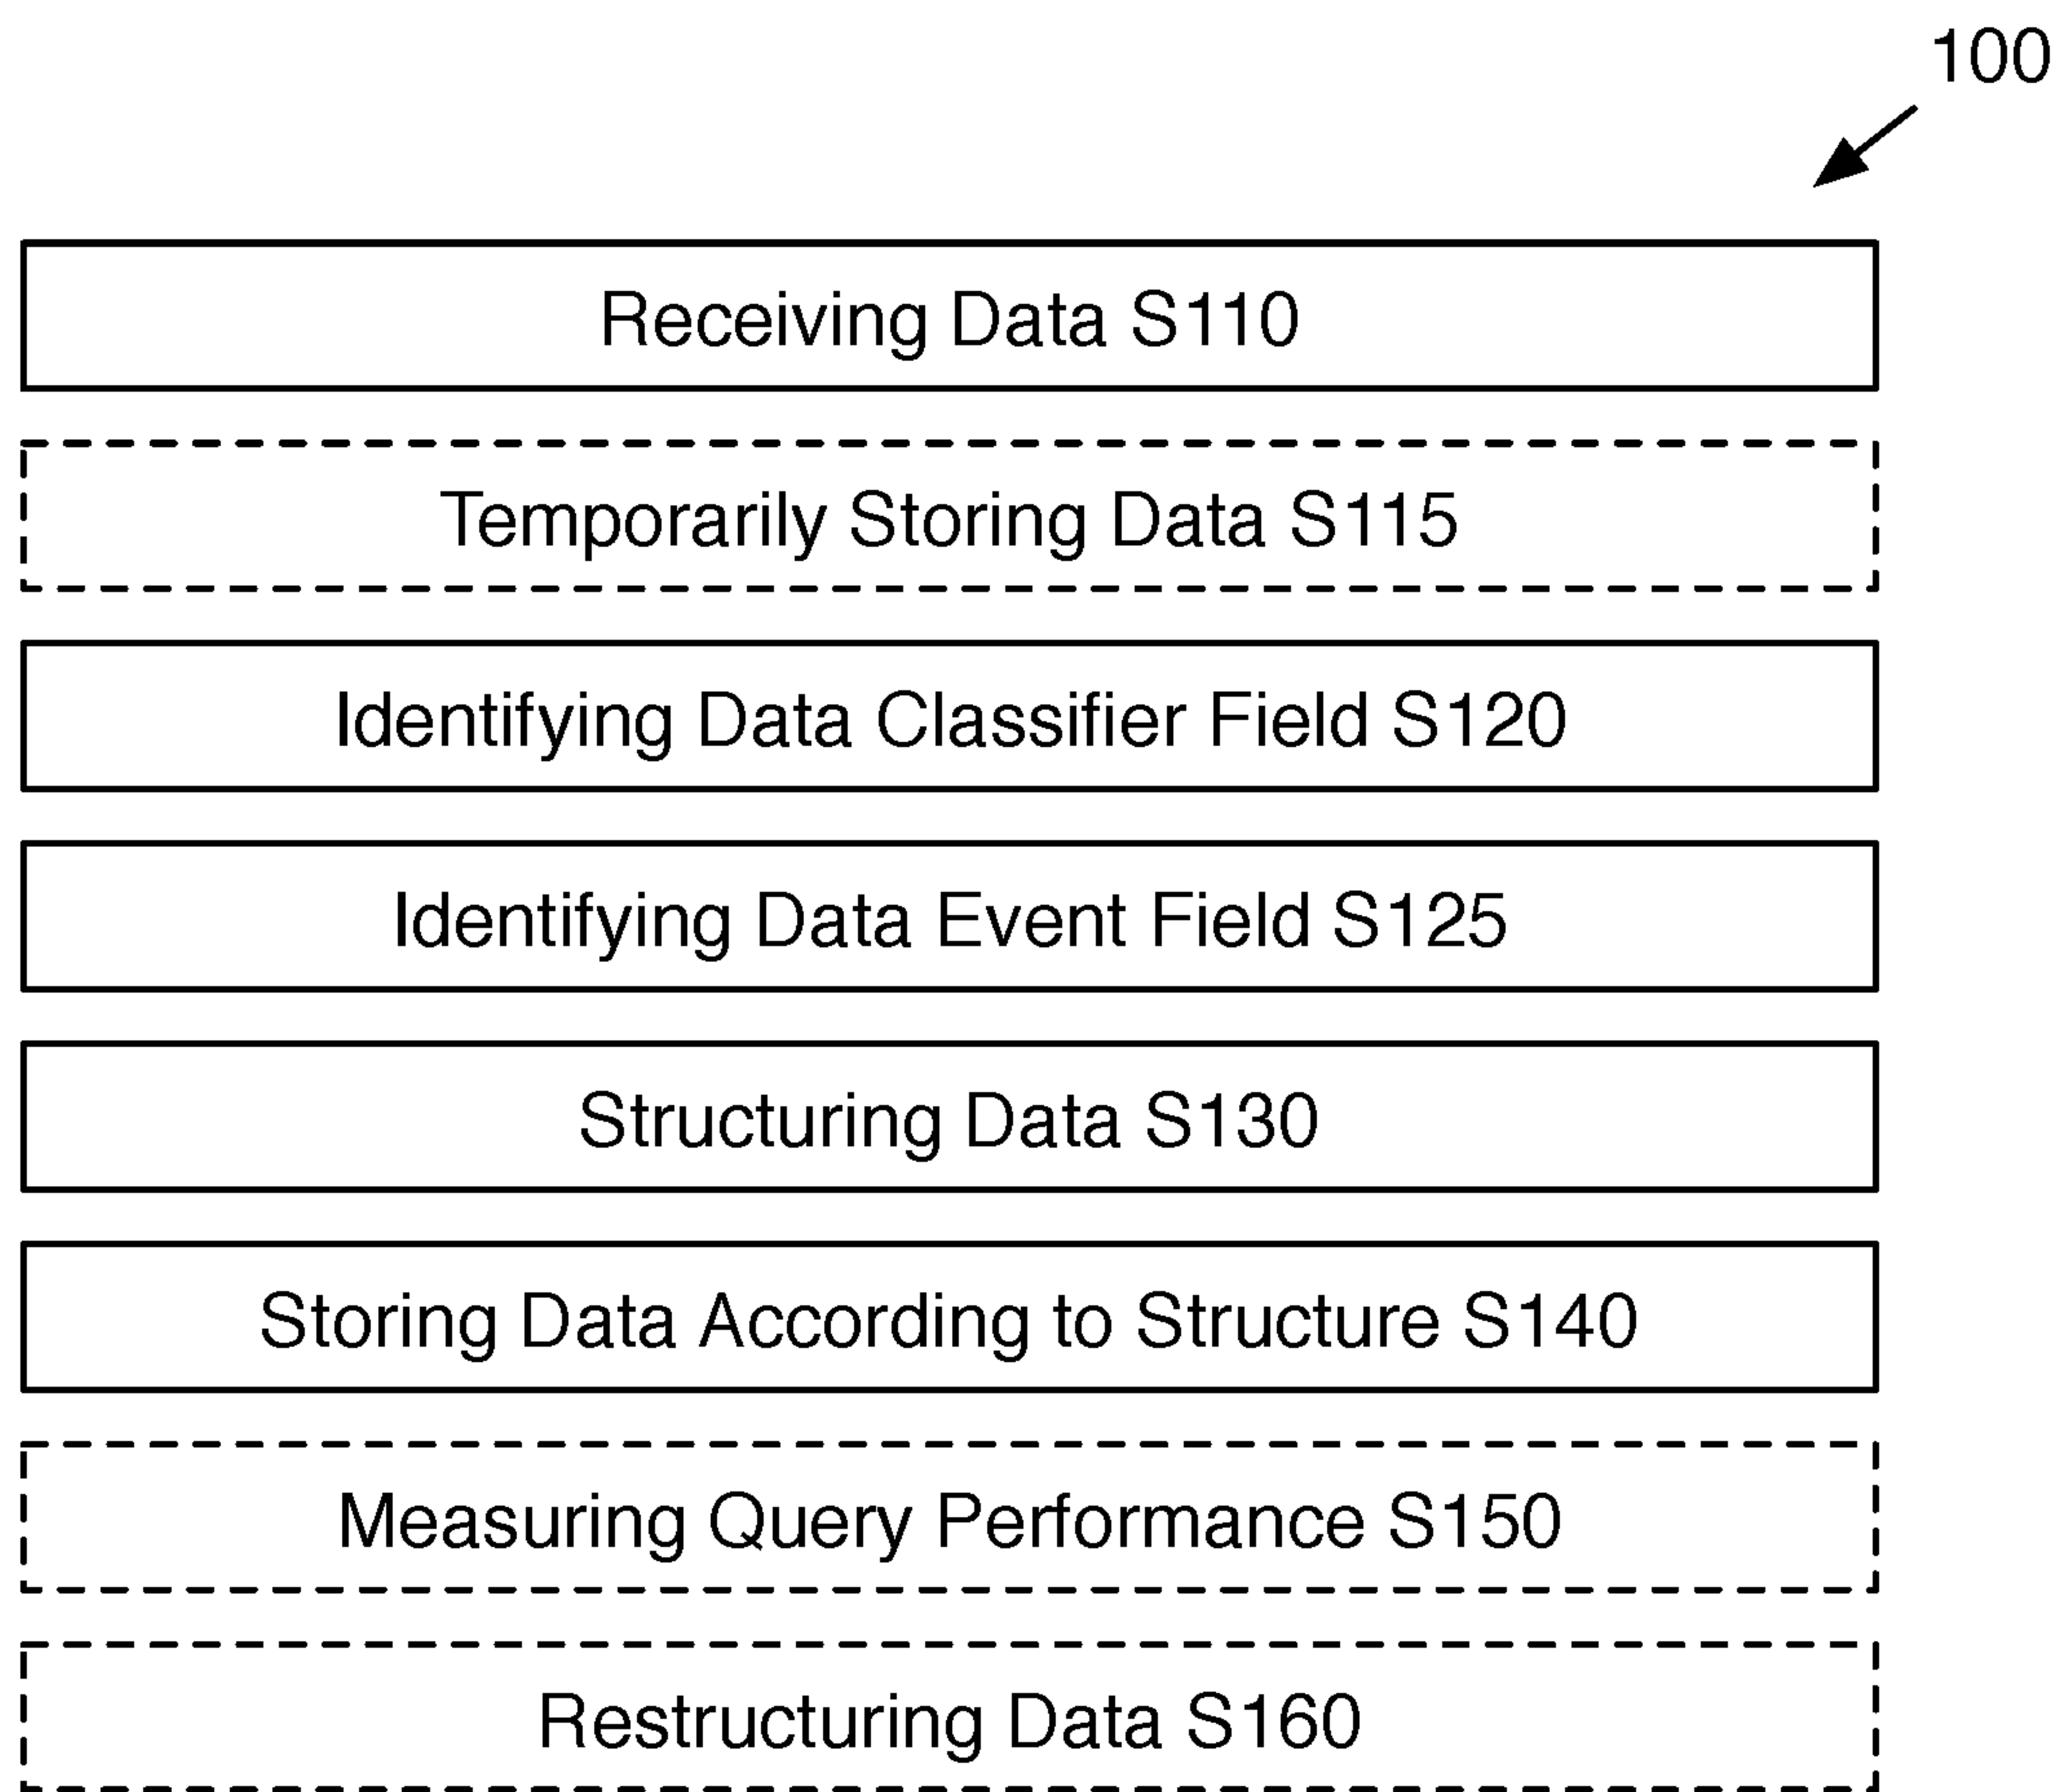 100
Receiving Data S110
Temporarily Storing Data S115
Identifying Data Classifier Field S120
Identifying Data Event Field S125
Structuring Data S130
Storing Data According to Structure S140
Measuring Query Performance S150
Restructuring Data S160